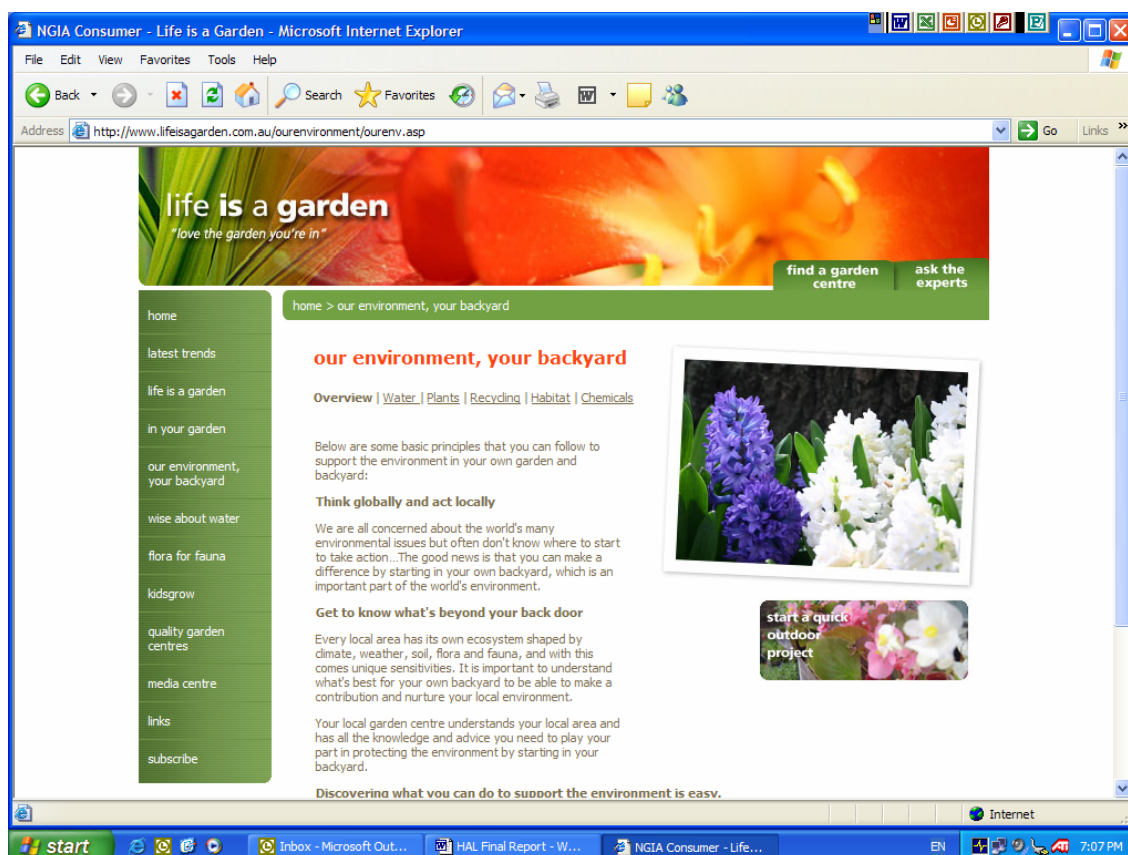 NGIA Consumer - Life is a Garden - Microsoft Internet Explorer
File Edit View Favorites Tools Help
Back Search Favorites
Address http://www.lifeisagarden.com.au/ourenvironment/ourenv.asp Go Links »
life is a garden
"love the garden you're in"
find a garden centre
ask the experts
home
latest trends
life is a garden
in your garden
our environment,
your backyard
wise about water
flora for fauna
kidsgrow
quality garden
centres
media centre
links
subscribe
home > our environment, your backyard
our environment, your backyard
Overview | Water | Plants | Recycling | Habitat | Chemicals
Below are some basic principles that you can follow to
support the environment in your own garden and
backyard:
Think globally and act locally
We are all concerned about the world's many
environmental issues but often don't know where to start
to take action...The good news is that you can make a
difference by starting in your own backyard, which is an
important part of the world's environment.
Get to know what's beyond your back door
Every local area has its own ecosystem shaped by
climate, weather, soil, flora and fauna, and with this
comes unique sensitivities. It is important to understand
what's best for your own backyard to be able to make a
contribution and nurture your local environment.
Your local garden centre understands your local area and
has all the knowledge and advice you need to play your
part in protecting the environment by starting in your
backyard.
Discovering what you can do to support the environment is easy.
start a quick
outdoor
project
Internet
start Inbox - Microsoft Out... HAL Final Report - W... NGIA Consumer - Life... EN 7:07 PM